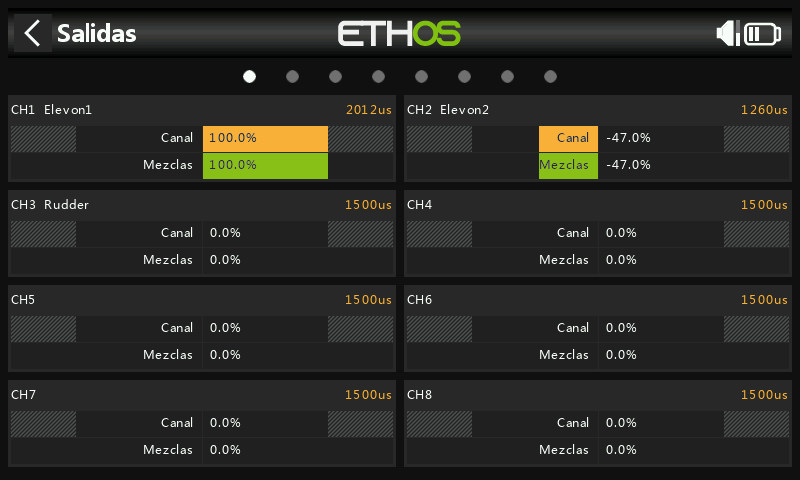 Salidas
ETHOS
CH1 Elevon1 2012us
Canal 100.0%
Mezclas 100.0%
CH2 Elevon2 1260us
Canal -47.0%
Mezclas -47.0%
CH3 Rudder 1500us
Canal 0.0%
Mezclas 0.0%
CH4 1500us
Canal 0.0%
Mezclas 0.0%
CH5 1500us
Canal 0.0%
Mezclas 0.0%
CH6 1500us
Canal 0.0%
Mezclas 0.0%
CH7 1500us
Canal 0.0%
Mezclas 0.0%
CH8 1500us
Canal 0.0%
Mezclas 0.0%